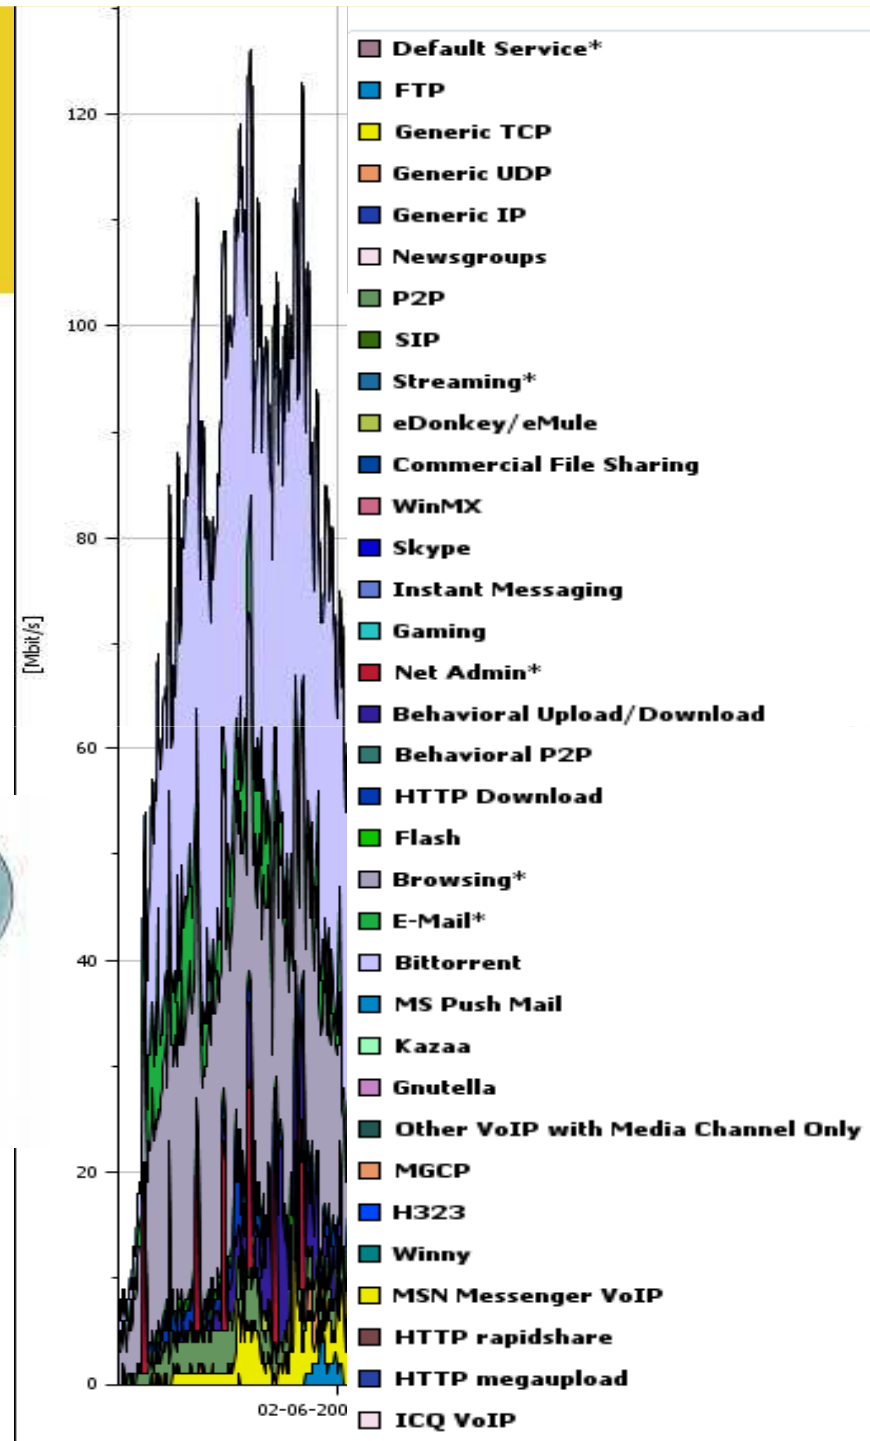 120
100
80
60
40
20
0
[Mbit/s]
02-06-200
Default Service*
FTP
Generic TCP
Generic UDP
Generic IP
Newsgroups
P2P
SIP
Streaming*
eDonkey/eMule
Commercial File Sharing
WinMX
Skype
Instant Messaging
Gaming
Net Admin*
Behavioral Upload/Download
Behavioral P2P
HTTP Download
Flash
Browsing*
E-Mail*
Bittorrent
MS Push Mail
Kazaa
Gnutella
Other VoIP with Media Channel Only
MGCP
H323
Winny
MSN Messenger VoIP
HTTP rapidshare
HTTP megaupload
ICQ VoIP